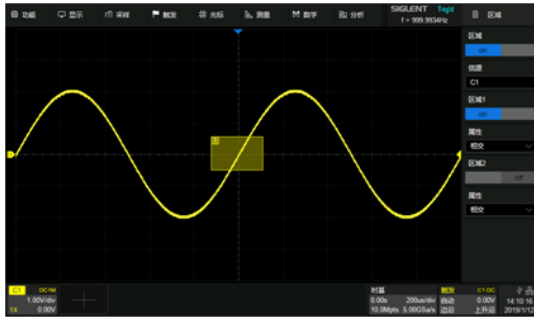 功能 显示 采样 触发 光标 测量 M 数学 分析 SIGLENT Trig'd 区域
f = 999.9934Hz
区域
on
信源
C1
区域1
on
属性
相交
区域2
off
属性
相交
C1 DC1M 时基 触发 C1 DC
1.00V/div 0.00s 200us/div 自动 0.00V 14:10:16
1X 0.00V 10.0Mpts 5.00GSa/s 边沿 上升沿 2019/1/12